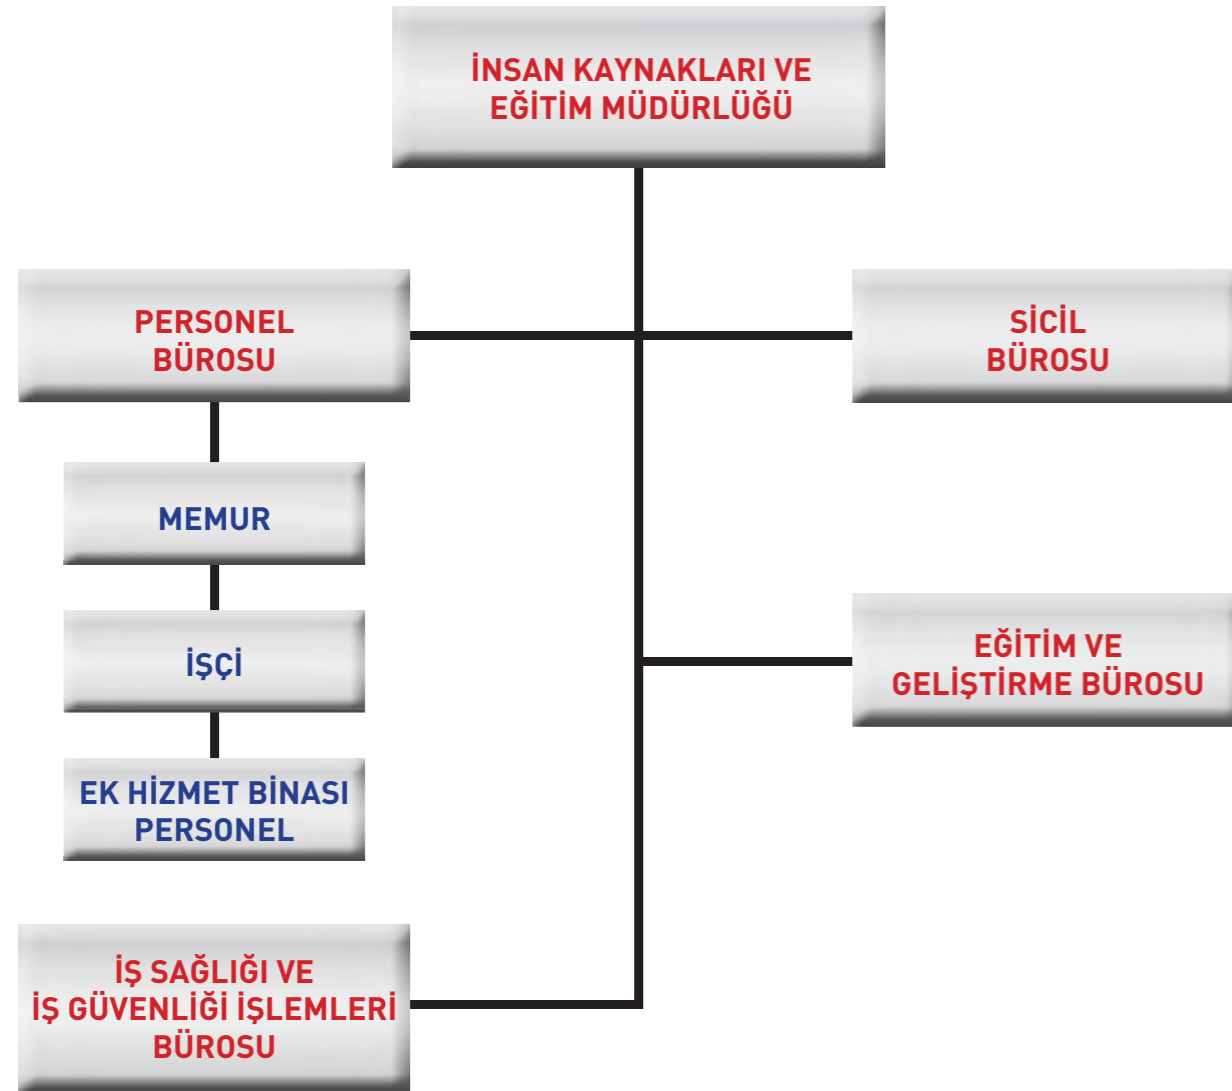 İNSAN KAYNAKLARI VE
EĞİTİM MÜDÜRLÜĞÜ
PERSONEL
BÜROSU
SİCİL
BÜROSU
MEMUR
İŞÇİ
EK HİZMET BİNASI
PERSONEL
EĞİTİM VE
GELİŞTİRME BÜROSU
İŞ SAĞLIĞI VE
İŞ GÜVENLİĞİ İŞLEMLERİ
BÜROSU